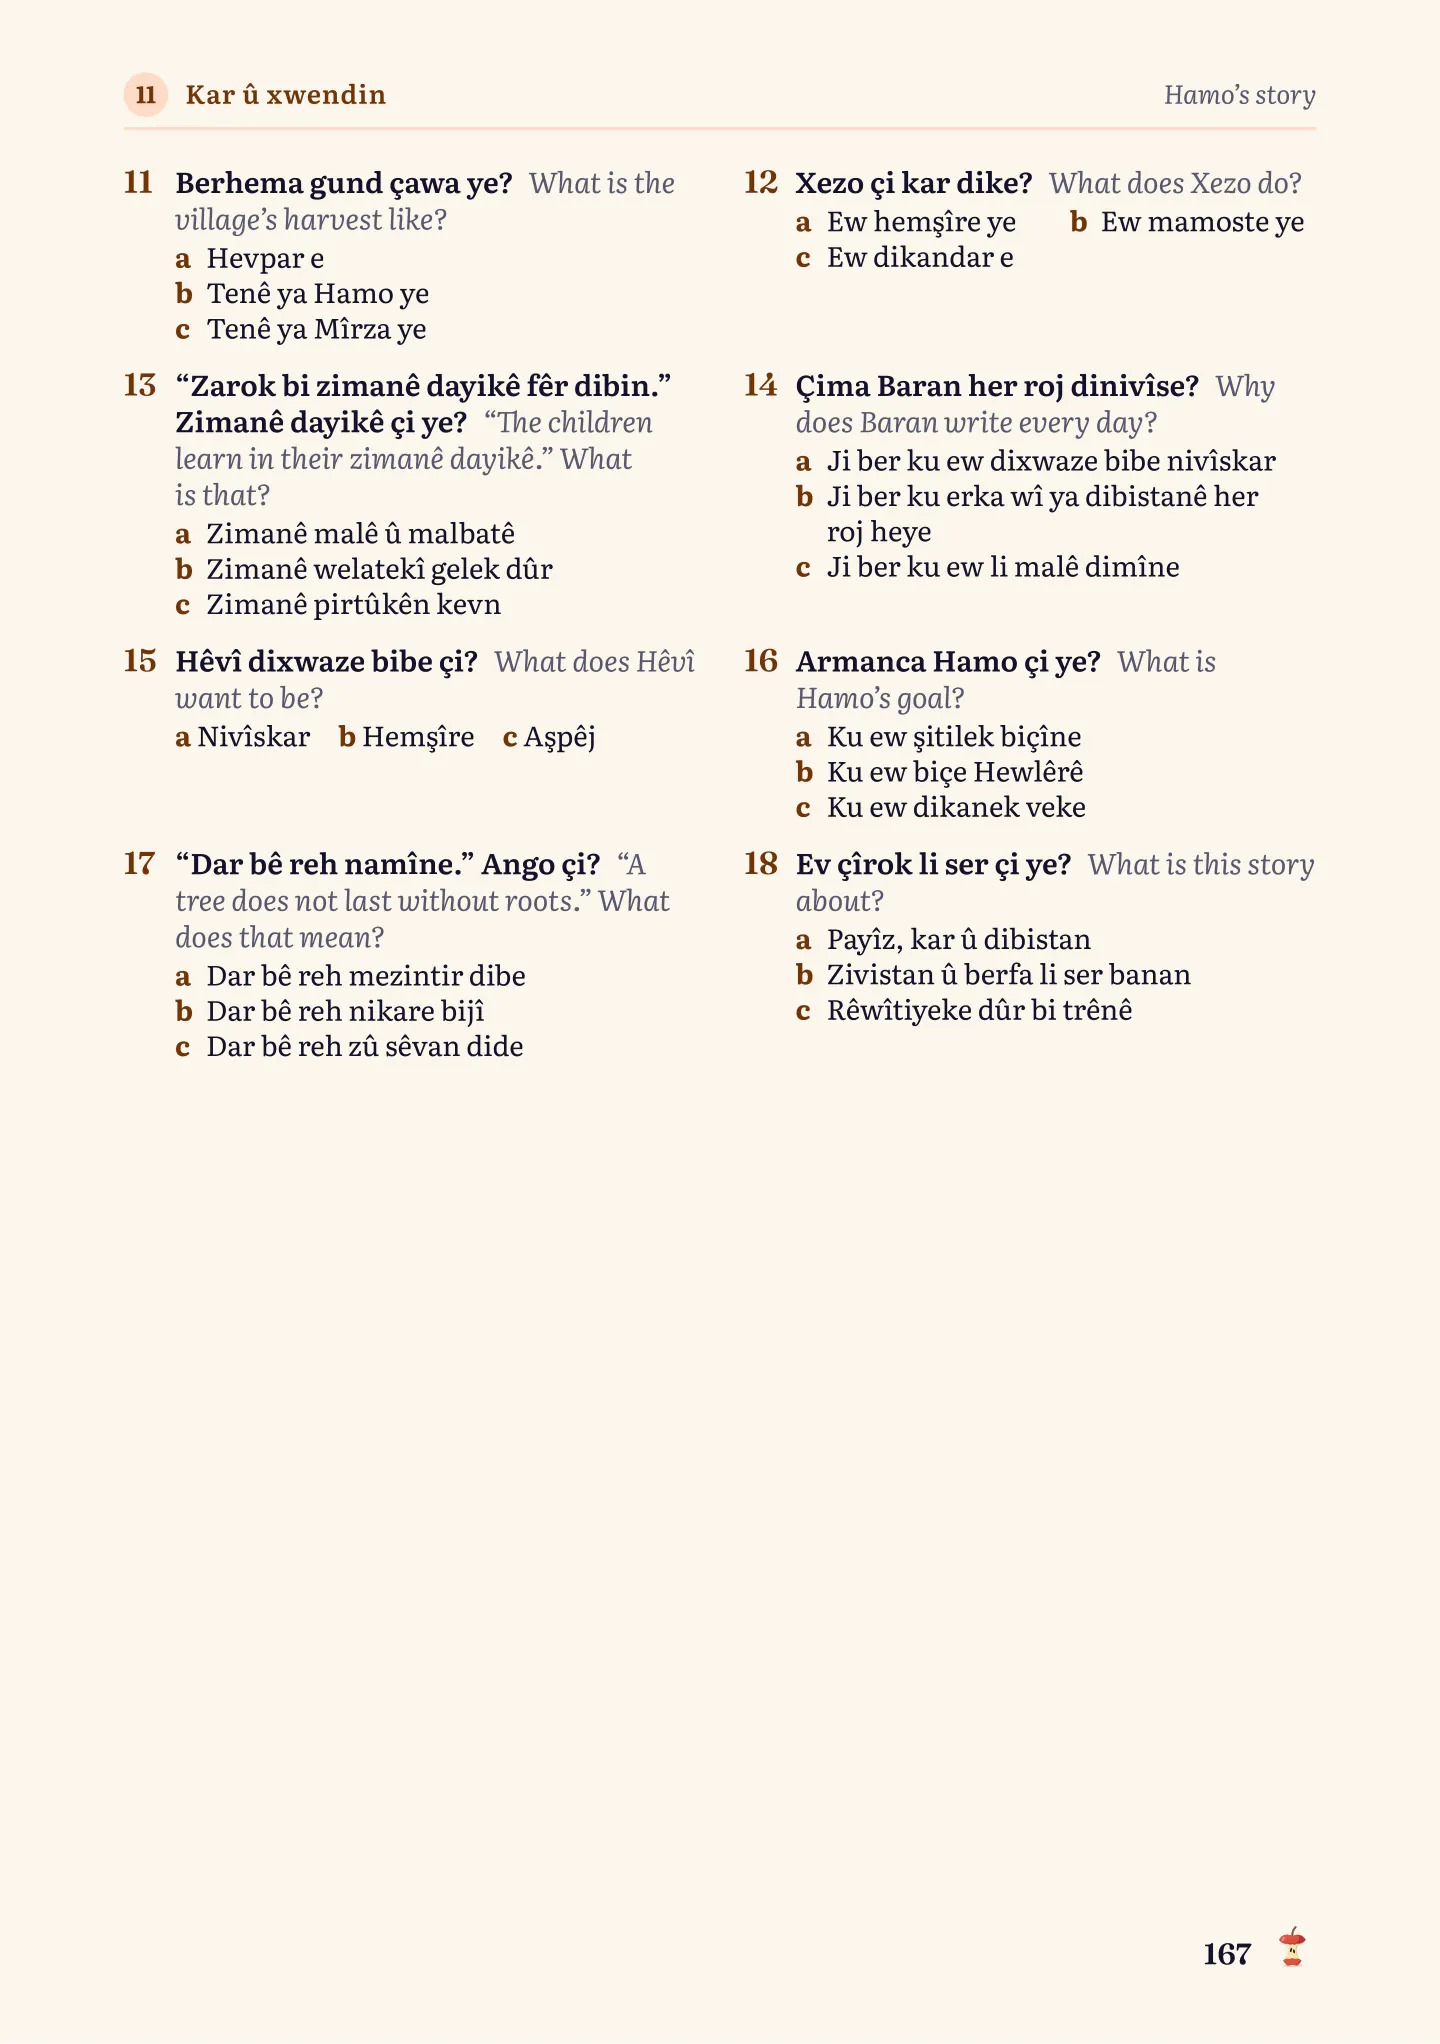 11 Kar û xwendin
Hamo’s story
11 Berhema gund çawa ye? What is the
village’s harvest like?
a Hevpar e
b Tenê ya Hamo ye
c Tenê ya Mîrza ye
12 Xezo çi kar dike? What does Xezo do?
a Ew hemşîre ye b Ew mamoste ye
c Ew dikandar e
13 “Zarok bi zimanê dayikê fêr dibin.”
Zimanê dayikê çi ye? “The children
learn in their zimanê dayikê.” What
is that?
a Zimanê malê û malbatê
b Zimanê welatekî gelek dûr
c Zimanê pirtûkên kevn
14 Çima Baran her roj dinivîse? Why
does Baran write every day?
a Ji ber ku ew dixwaze bibe nivîskar
b Ji ber ku erka wî ya dibistanê her
roj heye
c Ji ber ku ew li malê dimîne
15 Hêvî dixwaze bibe çi? What does Hêvî
want to be?
a Nivîskar b Hemşîre c Aşpêj
16 Armanca Hamo çi ye? What is
Hamo’s goal?
a Ku ew şitilek biçîne
b Ku ew biçe Hewlêrê
c Ku ew dikanek veke
17 “Dar bê reh namîne.” Ango çi? “A
tree does not last without roots.” What
does that mean?
a Dar bê reh mezintir dibe
b Dar bê reh nikare bijî
c Dar bê reh zû sêvan dide
18 Ev çîrok li ser çi ye? What is this story
about?
a Payîz, kar û dibistan
b Zivistan û berfa li ser banan
c Rêwîtiyeke dûr bi trênê
167